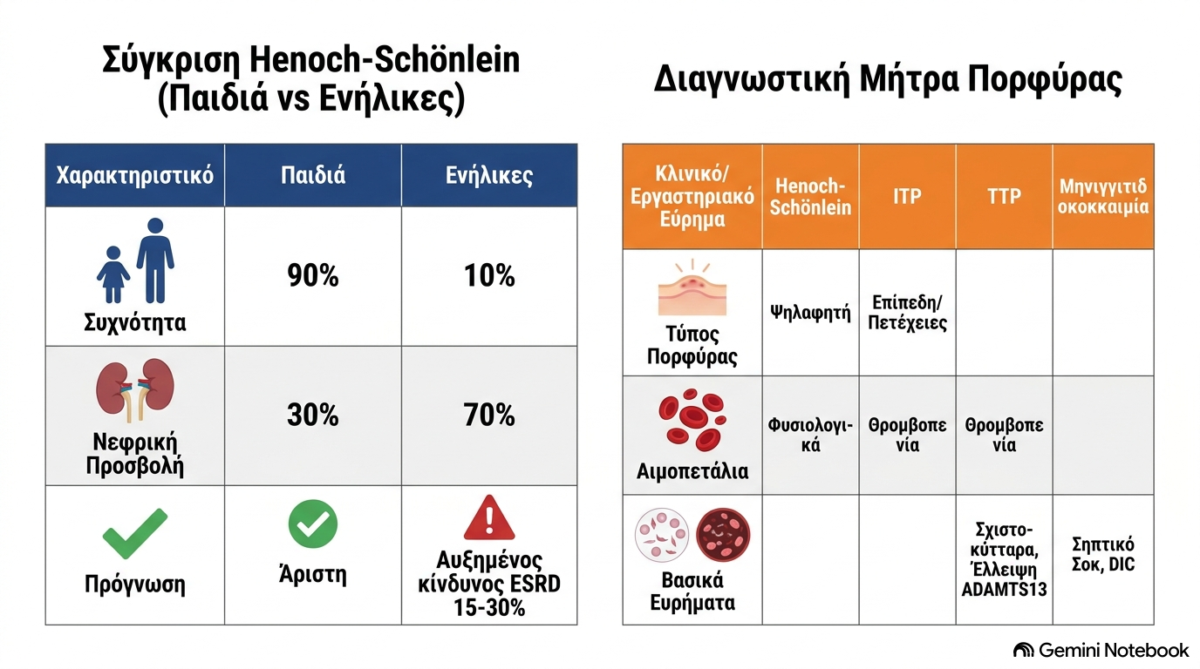 Σύγκριση Henoch-Schönlein
(Παιδιά vs Ενήλικες)
Χαρακτηριστικό
Παιδιά
Ενήλικες
Συχνότητα
90%
10%
Νεφρική
Προσβολή
30%
70%
Πρόγνωση
Άριστη
Αυξημένος
κίνδυνος ESRD
15-30%
Διαγνωστική Μήτρα Πορφύρας
Κλινικό/
Εργαστηριακό
Εύρημα
Henoch-
Schönlein
ITP
TTP
Μηνιγγιτιδ
οκοκκαιμία
Τύπος
Πορφύρας
Ψηλαφητή
Επίπεδη/
Πετέχειες
Αιμοπετάλια
Φυσιολογι-
κά
Θρομβοπε
νία
Θρομβοπε
νία
Βασικά
Ευρήματα
Σχιστο-
κύτταρα,
Έλλειψη
ADAMTS13
Σηπτικό
Σοκ, DIC
Gemini Notebook